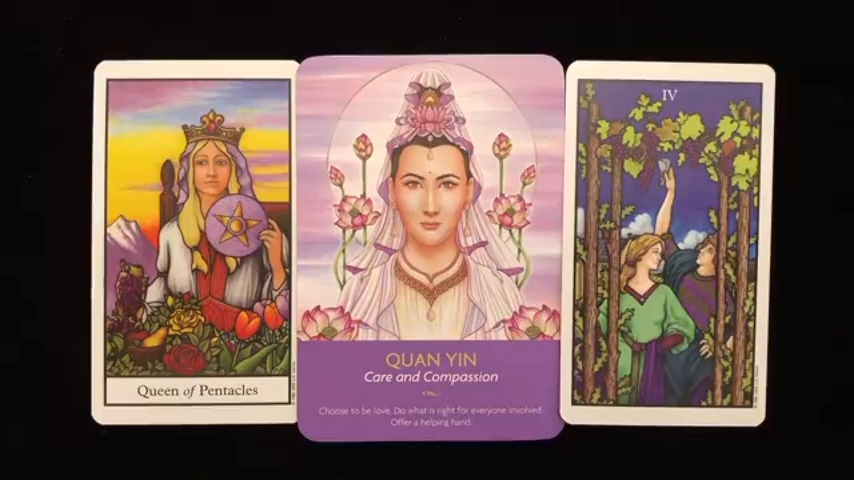 Queen of Pentacles
QUAN YIN
Care and Compassion
Choose to be love. Do what is right for everyone involved.
Offer a helping hand.
IV